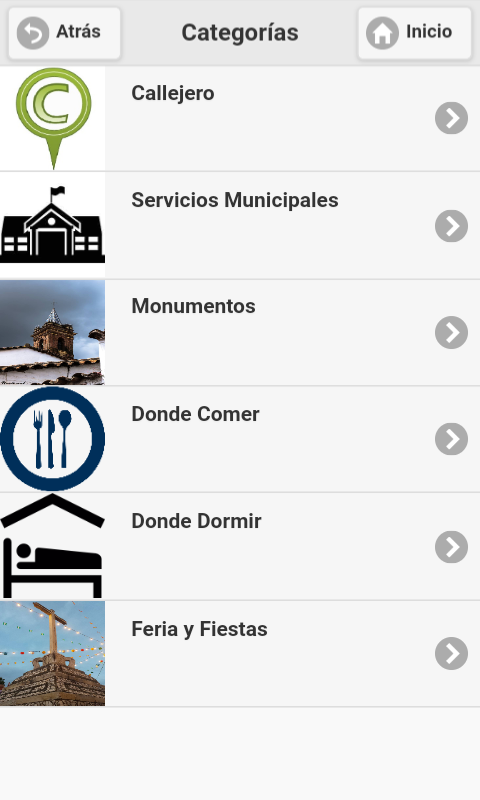 Atrás
Categorías
Inicio
C
Callejero
Servicios Municipales
Monumentos
Donde Comer
Donde Dormir
Feria y Fiestas